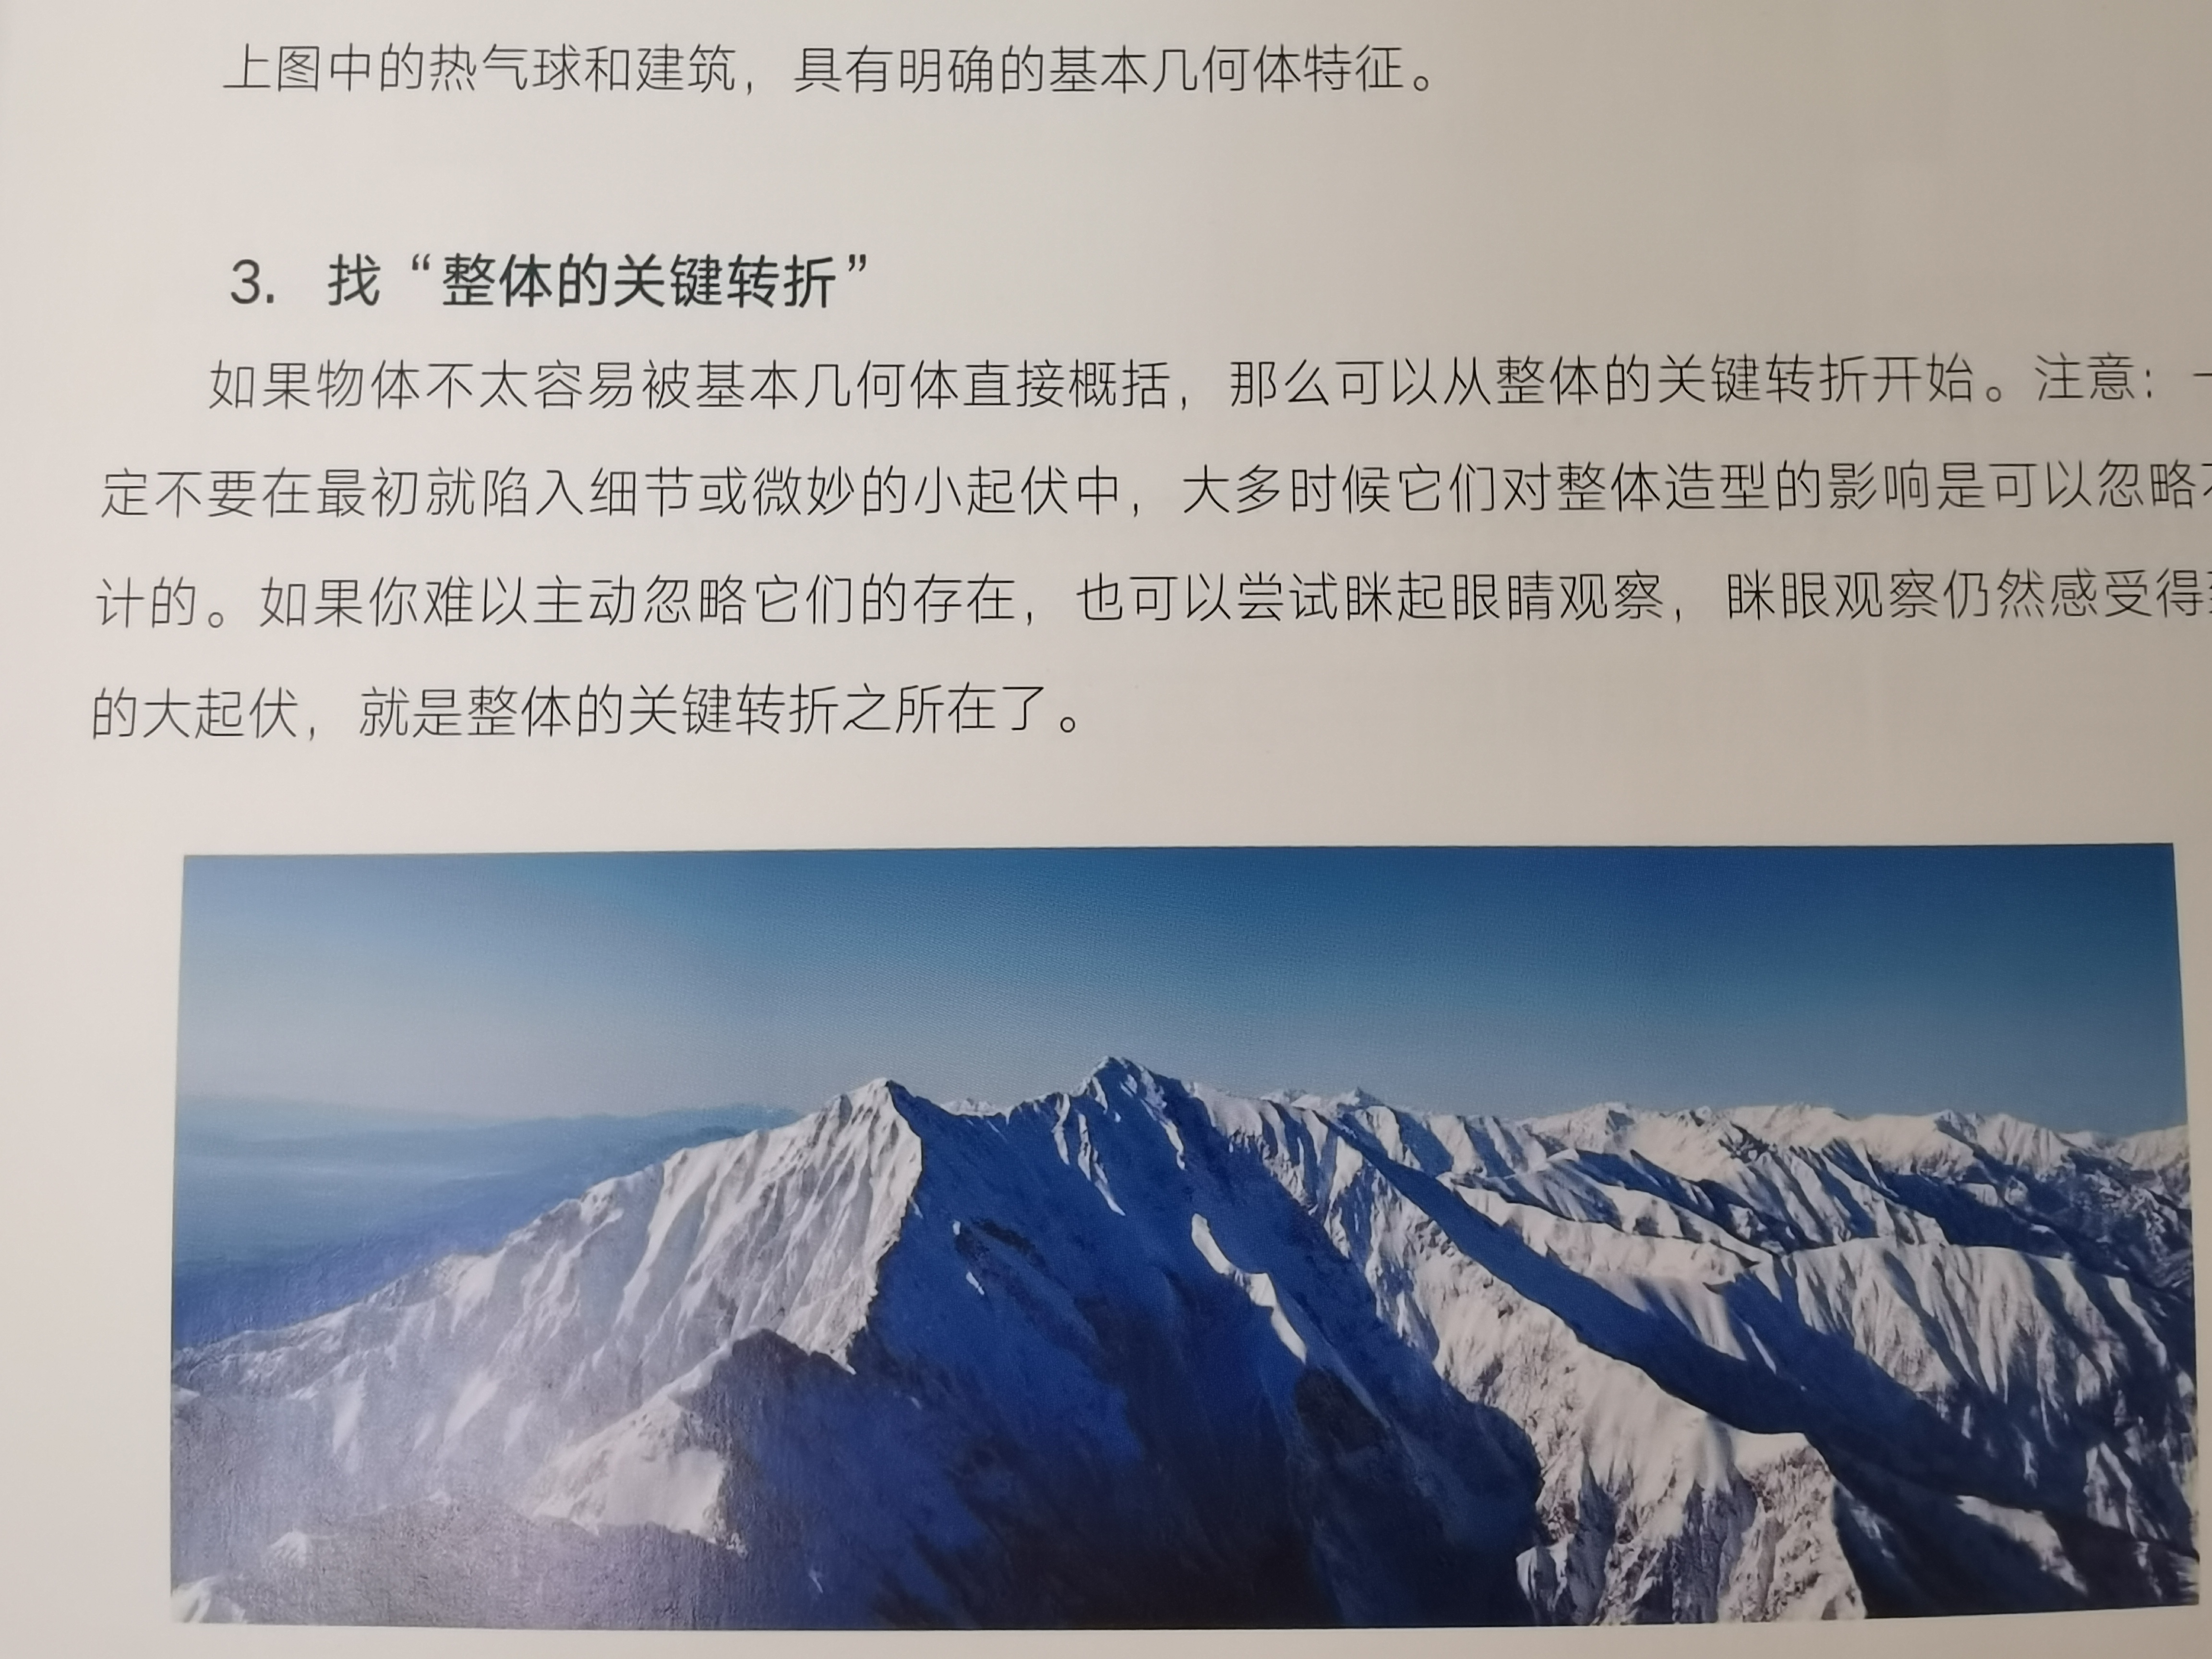 上图中的热气球和建筑，具有明确的基本几何体特征。
3. 找“整体的关键转折”
如果物体不太容易被基本几何体直接概括，那么可以从整体的关键转折开始。注意：一
定不要在最初就陷入细节或微妙的小起伏中，大多时候它们对整体造型的影响是可以忽略不
计的。如果你难以主动忽略它们的存在，也可以尝试眯起眼睛观察，眯眼观察仍然感受得到
的大起伏，就是整体的关键转折之所在了。